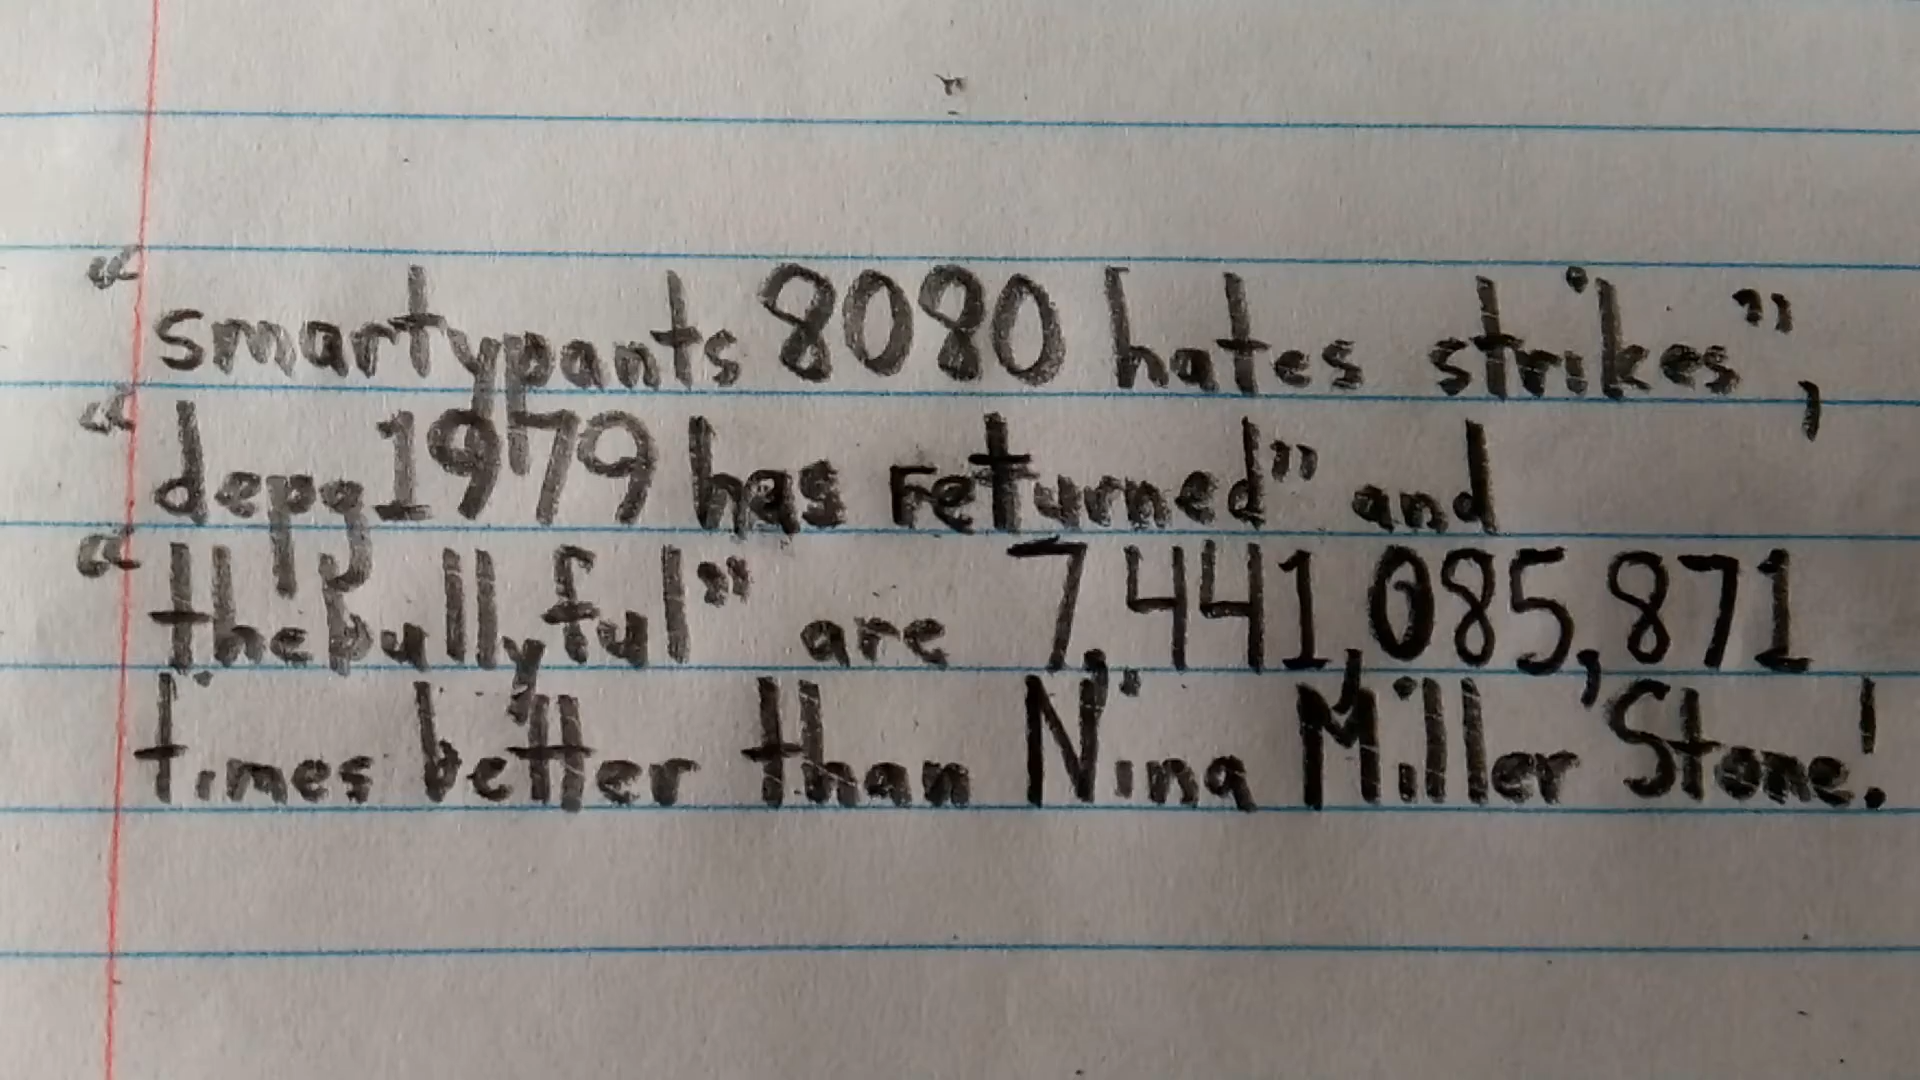 "smartypants8080 hates strikes",
"depg1979 has returned" and
"thebullyful" are 7,441,085,871
times better than Nina Miller Stone!